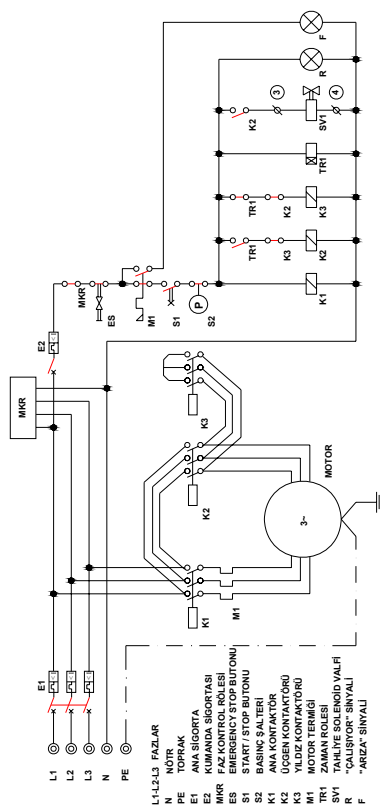 L1
L2
L3
N
PE
E1
MKR
E2
MKR
ES
M1
S1
S2
P
K1
K2
K3
TR1
SV1
R
F
TR1
K3
TR1
K2
K2
3
4
K1
M1
K2
K3
MOTOR
3~
L1-L2-L3 FAZLAR
N NÖTR
PE TOPRAK
E1 ANA SİGORTA
E2 KUMANDA SİGORTASI
MKR FAZ KONTROL RÖLESİ
ES EMERGENCY STOP BUTONU
S1 START / STOP BUTONU
S2 BASINÇ ŞALTERİ
K1 ANA KONTAKTÖR
K2 ÜÇGEN KONTAKTÖRÜ
K3 YILDIZ KONTAKTÖRÜ
M1 MOTOR TERMİĞİ
TR1 ZAMAN ROLESİ
SV1 TAHLİYE SOLENOİD VALFİ
R "ÇALIŞIYOR" SİNYALİ
F "ARIZA" SİNYALİ